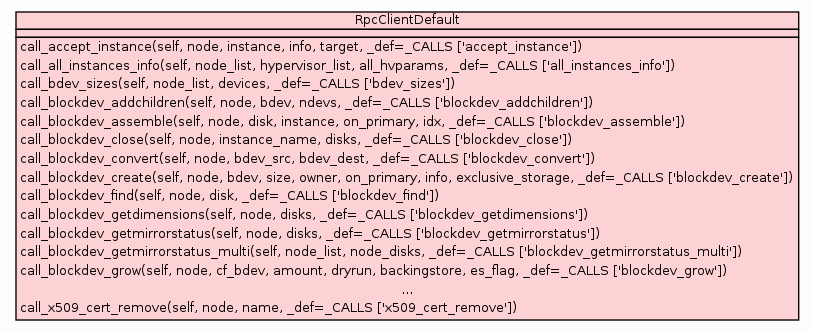 RpcClientDefault
call_accept_instance(self, node, instance, info, target, _def=_CALLS ['accept_instance'])
call_all_instances_info(self, node_list, hypervisor_list, all_hvparams, _def=_CALLS ['all_instances_info'])
call_bdev_sizes(self, node_list, devices, _def=_CALLS ['bdev_sizes'])
call_blockdev_addchildren(self, node, bdev, ndevs, _def=_CALLS ['blockdev_addchildren'])
call_blockdev_assemble(self, node, disk, instance, on_primary, idx, _def=_CALLS ['blockdev_assemble'])
call_blockdev_close(self, node, instance_name, disks, _def=_CALLS ['blockdev_close'])
call_blockdev_convert(self, node, bdev_src, bdev_dest, _def=_CALLS ['blockdev_convert'])
call_blockdev_create(self, node, bdev, size, owner, on_primary, info, exclusive_storage, _def=_CALLS ['blockdev_create'])
call_blockdev_find(self, node, disk, _def=_CALLS ['blockdev_find'])
call_blockdev_getdimensions(self, node, disks, _def=_CALLS ['blockdev_getdimensions'])
call_blockdev_getmirrorstatus(self, node, disks, _def=_CALLS ['blockdev_getmirrorstatus'])
call_blockdev_getmirrorstatus_multi(self, node_list, node_disks, _def=_CALLS ['blockdev_getmirrorstatus_multi'])
call_blockdev_grow(self, node, cf_bdev, amount, dryrun, backingstore, es_flag, _def=_CALLS ['blockdev_grow'])
...
call_x509_cert_remove(self, node, name, _def=_CALLS ['x509_cert_remove'])